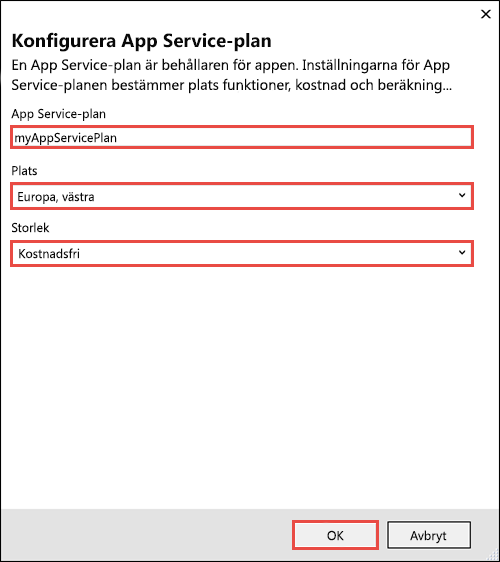 Konfigurera App Service-plan
En App Service-plan är behållaren för appen. Inställningarna för App
Service-planen bestämmer plats funktioner, kostnad och beräkning...
App Service-plan
myAppServicePlan
Plats
Europa, västra
Storlek
Kostnadsfri
OK
Avbryt